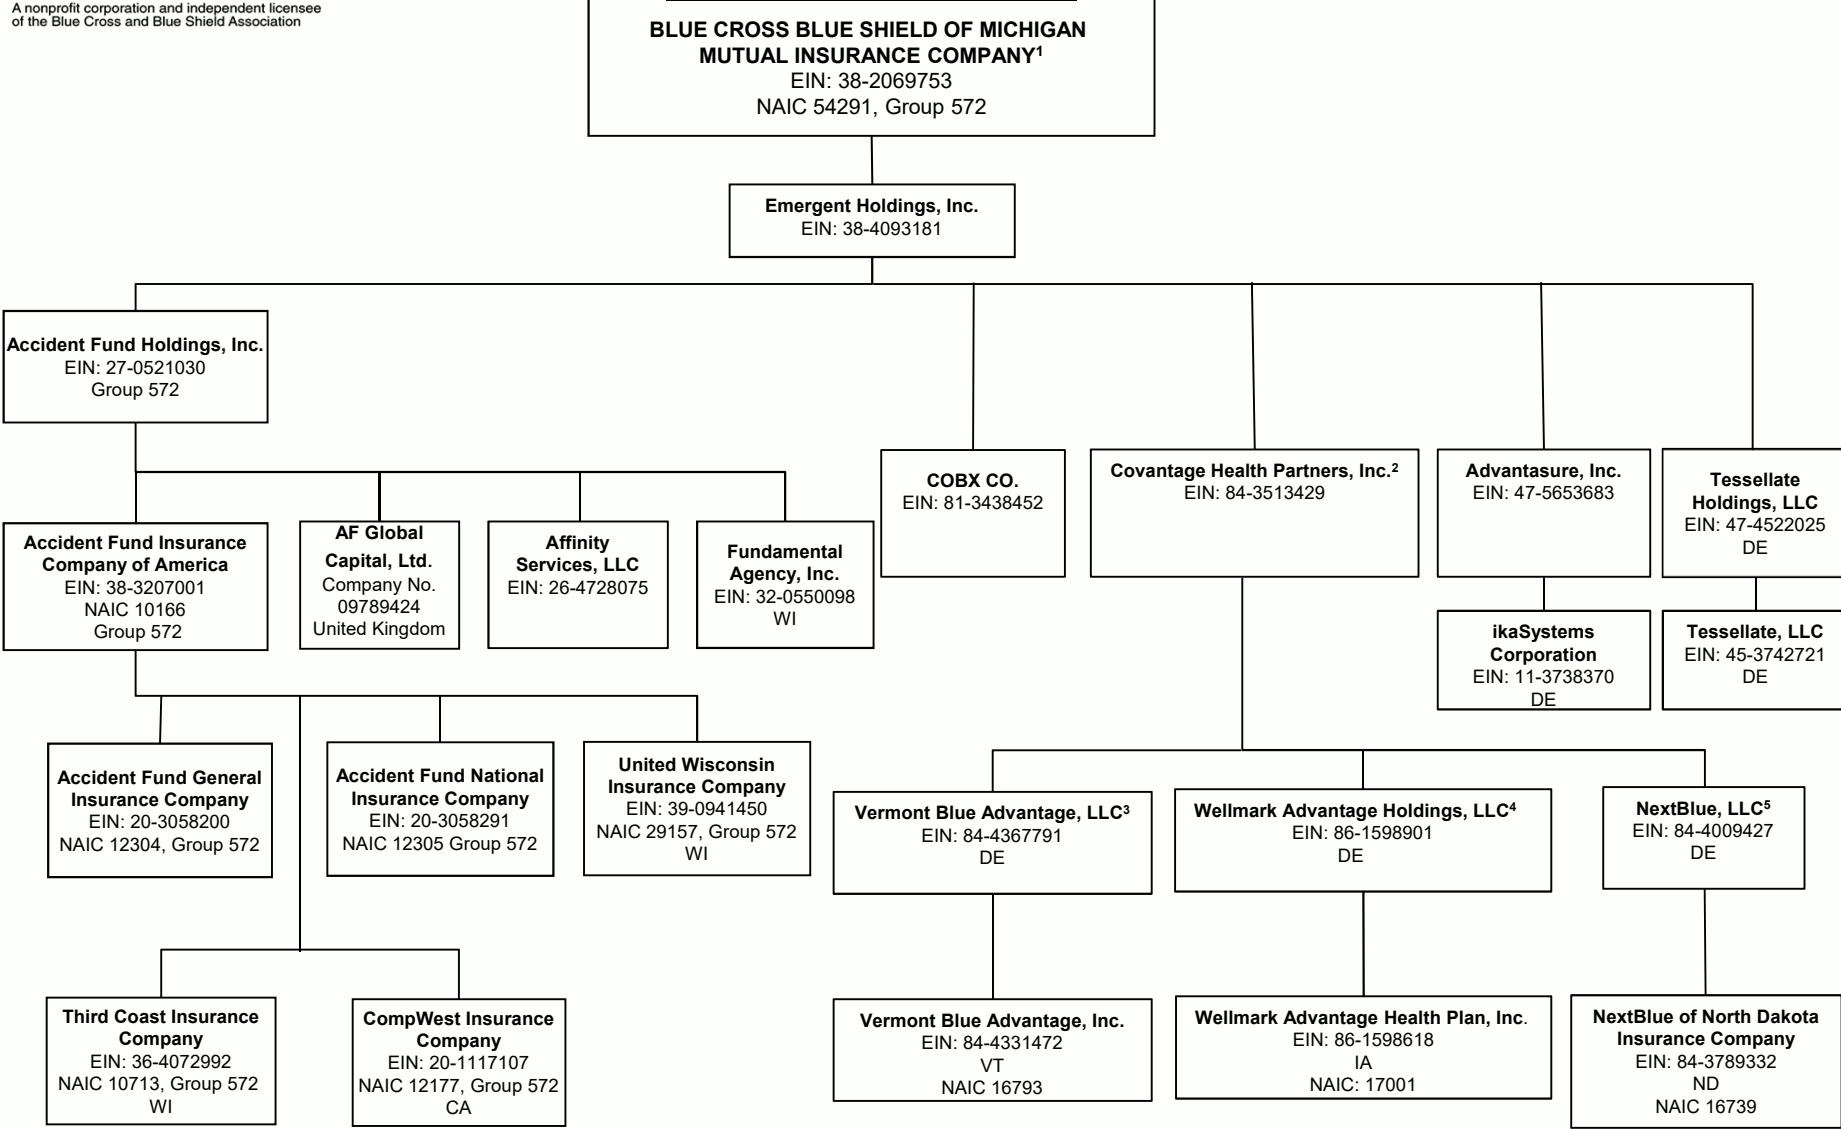 A nonprofit corporation and independent licensee
of the Blue Cross and Blue Shield Association
BLUE CROSS BLUE SHIELD OF MICHIGAN
MUTUAL INSURANCE COMPANY¹
EIN: 38-2069753
NAIC 54291, Group 572
Emergent Holdings, Inc.
EIN: 38-4093181
Accident Fund Holdings, Inc.
EIN: 27-0521030
Group 572
COBX CO.
EIN: 81-3438452
Covantage Health Partners, Inc.²
EIN: 84-3513429
Advantasure, Inc.
EIN: 47-5653683
Tessellate
Holdings, LLC
EIN: 47-4522025
DE
Accident Fund Insurance
Company of America
EIN: 38-3207001
NAIC 10166
Group 572
AF Global
Capital, Ltd.
Company No.
09789424
United Kingdom
Affinity
Services, LLC
EIN: 26-4728075
Fundamental
Agency, Inc.
EIN: 32-0550098
WI
ikaSystems
Corporation
EIN: 11-3738370
DE
Tessellate, LLC
EIN: 45-3742721
DE
Accident Fund General
Insurance Company
EIN: 20-3058200
NAIC 12304, Group 572
Accident Fund National
Insurance Company
EIN: 20-3058291
NAIC 12305 Group 572
United Wisconsin
Insurance Company
EIN: 39-0941450
NAIC 29157, Group 572
WI
Vermont Blue Advantage, LLC³
EIN: 84-4367791
DE
Wellmark Advantage Holdings, LLC⁴
EIN: 86-1598901
DE
NextBlue, LLC⁵
EIN: 84-4009427
DE
Third Coast Insurance
Company
EIN: 36-4072992
NAIC 10713, Group 572
WI
CompWest Insurance
Company
EIN: 20-1117107
NAIC 12177, Group 572
CA
Vermont Blue Advantage, Inc.
EIN: 84-4331472
VT
NAIC 16793
Wellmark Advantage Health Plan, Inc.
EIN: 86-1598618
IA
NAIC: 17001
NextBlue of North Dakota
Insurance Company
EIN: 84-3789332
ND
NAIC 16739